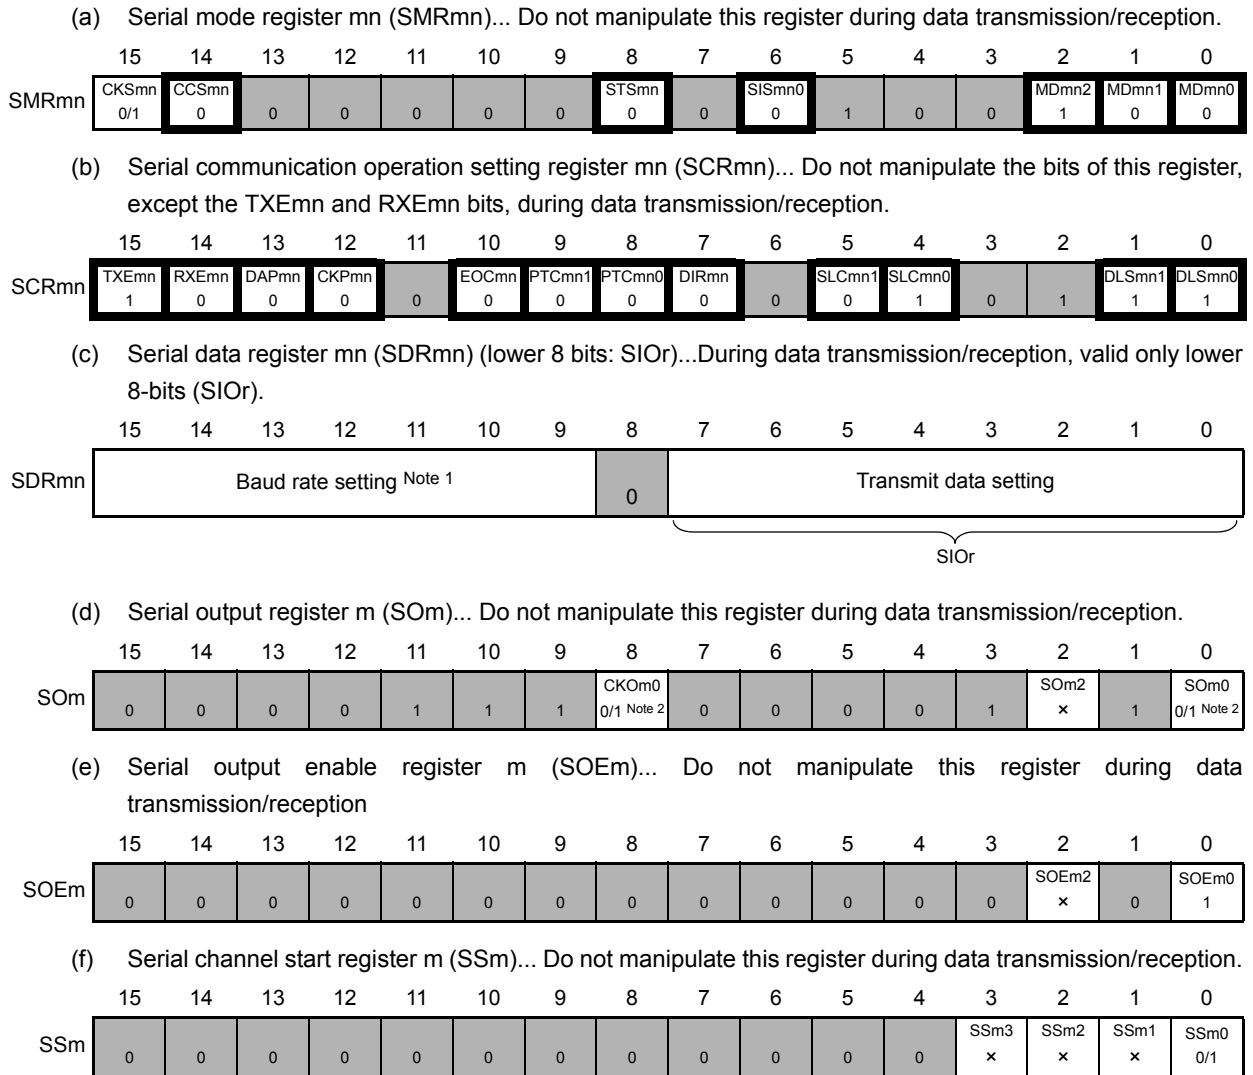 (a) Serial mode register mn (SMRmn)... Do not manipulate this register during data transmission/reception.
15 14 13 12 11 10 9 8 7 6 5 4 3 2 1 0
SMRmn CKSmn CCSmn STSmn SISmn0 MDmn2 MDmn1 MDmn0
0/1 0 0 0 0 0 0 0 0 0 1 0 0 1 0 0
(b) Serial communication operation setting register mn (SCRmn)... Do not manipulate the bits of this register,
except the TXEmn and RXEmn bits, during data transmission/reception.
15 14 13 12 11 10 9 8 7 6 5 4 3 2 1 0
SCRmn TXEmn RXEmn DAPmn CKPmn EOCmn PTCmn1 PTCmn0 DIRmn SLCmn1 SLCmn0 DLSmn1 DLSmn0
1 0 0 0 0 0 0 0 0 0 0 1 0 1 1 1
(c) Serial data register mn (SDRmn) (lower 8 bits: SIOr)...During data transmission/reception, valid only lower
8-bits (SIOr).
15 14 13 12 11 10 9 8 7 6 5 4 3 2 1 0
SDRmn Baud rate setting Note 1 0 Transmit data setting
SIOr
(d) Serial output register m (SOm)... Do not manipulate this register during data transmission/reception.
15 14 13 12 11 10 9 8 7 6 5 4 3 2 1 0
SOm CKOm0 SOm2 SOm0
0 0 0 0 1 1 1 0/1 Note 2 0 0 0 0 1 × 1 0/1 Note 2
(e) Serial output enable register m (SOEm)... Do not manipulate this register during data
transmission/reception
15 14 13 12 11 10 9 8 7 6 5 4 3 2 1 0
SOEm SOEm2 SOEm0
0 0 0 0 0 0 0 0 0 0 0 0 0 × 0 1
(f) Serial channel start register m (SSm)... Do not manipulate this register during data transmission/reception.
15 14 13 12 11 10 9 8 7 6 5 4 3 2 1 0
SSm SSm3 SSm2 SSm1 SSm0
0 0 0 0 0 0 0 0 0 0 0 0 × × × 0/1